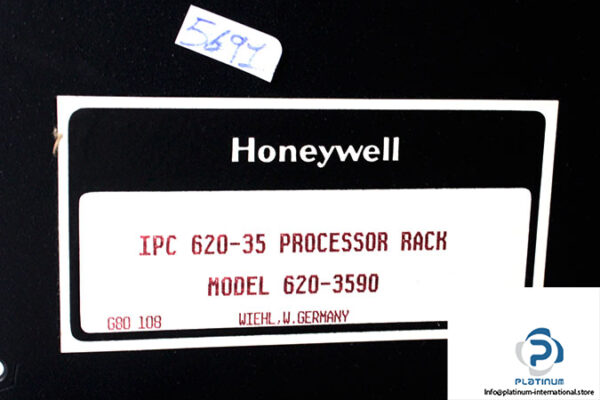 5691
Honeywell
IPC 620-35 PROCESSOR RACK
MODEL 620-3590
G80 108 WIEHL,W.GERMANY
PLATINUM
Info@platinum-international.store